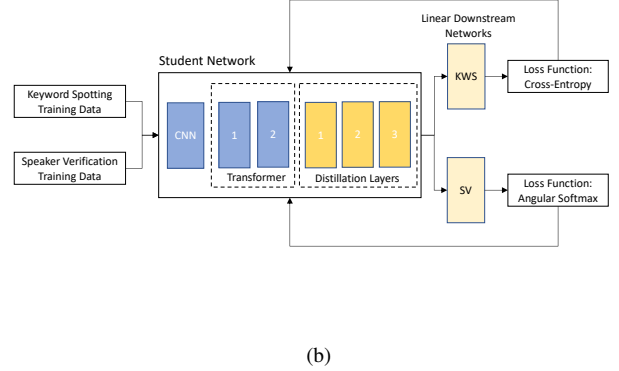 Linear Downstream
Networks
Student Network
Keyword Spotting
Training Data
Speaker Verification
Training Data
CNN
1
2
Transformer
1
2
3
Distillation Layers
KWS
Loss Function:
Cross-Entropy
SV
Loss Function:
Angular Softmax
(b)